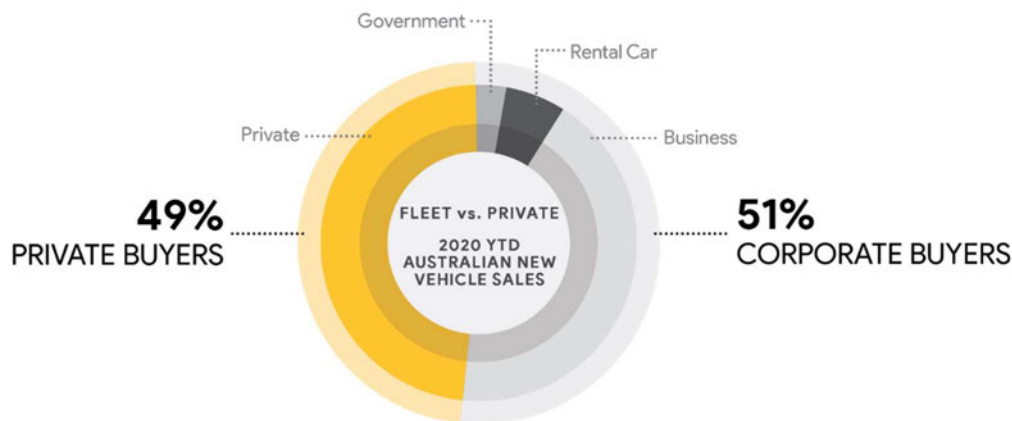 Government
Rental Car
Private
Business
49%
PRIVATE BUYERS
FLEET vs. PRIVATE
2020 YTD
AUSTRALIAN NEW
VEHICLE SALES
51%
CORPORATE BUYERS